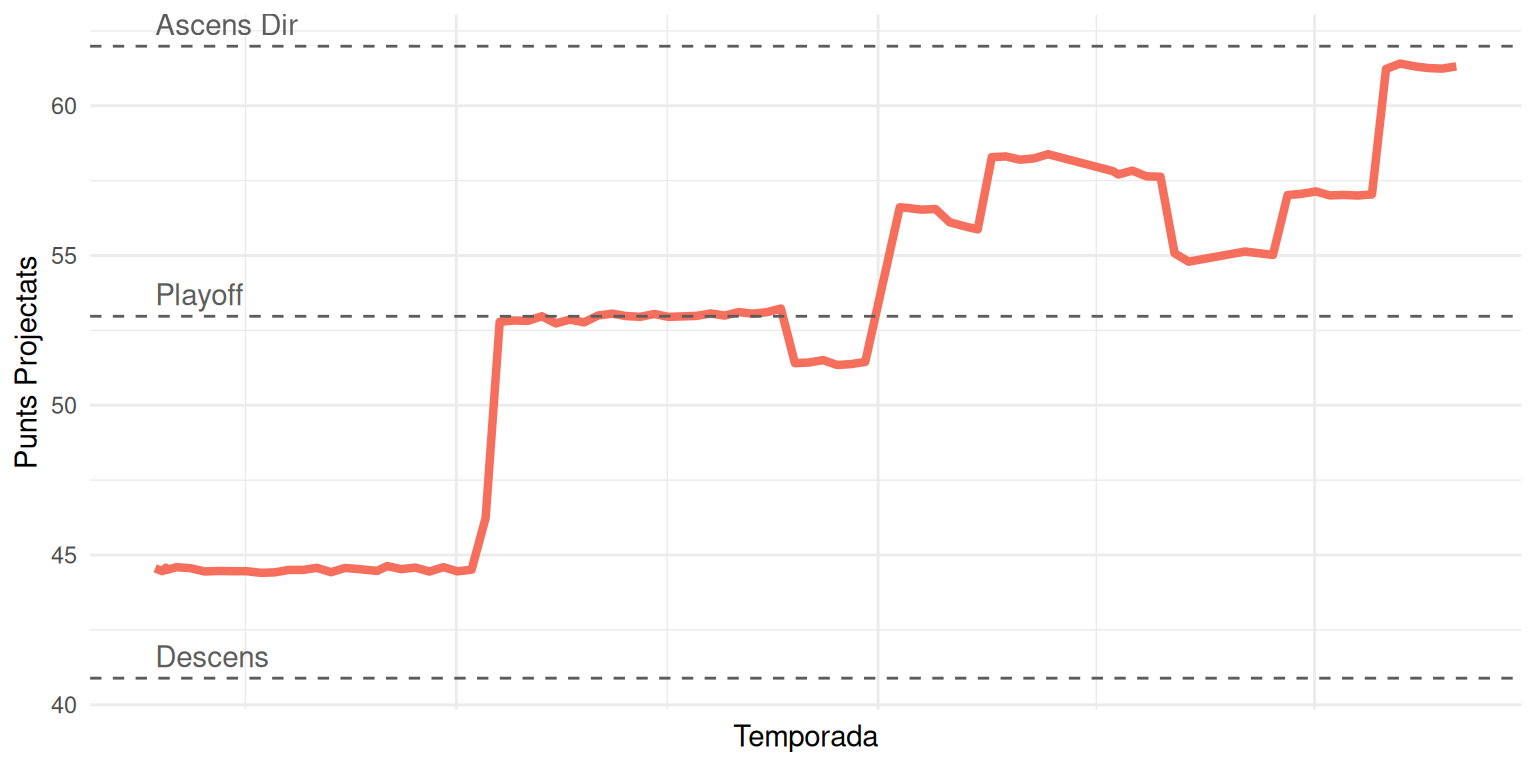 Ascens Dir
60
55
Playoff
50
45
Descens
40
Punts Projectats
Temporada